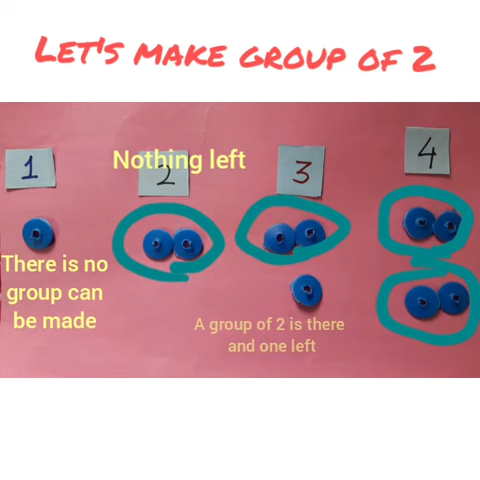 LET'S MAKE GROUP OF 2
Nothing left
1
2
3
4
There is no
group can
be made
A group of 2 is there
and one left